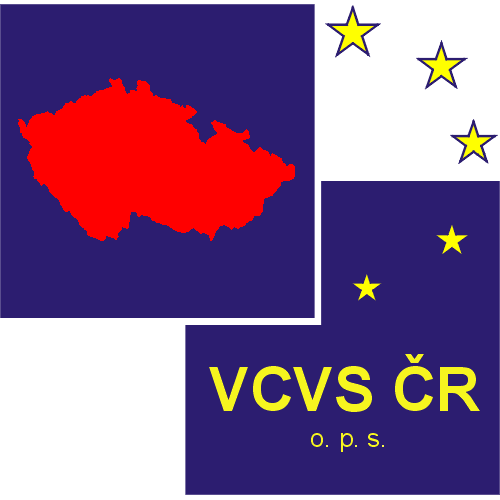 VCVS ČR
o. p. s.